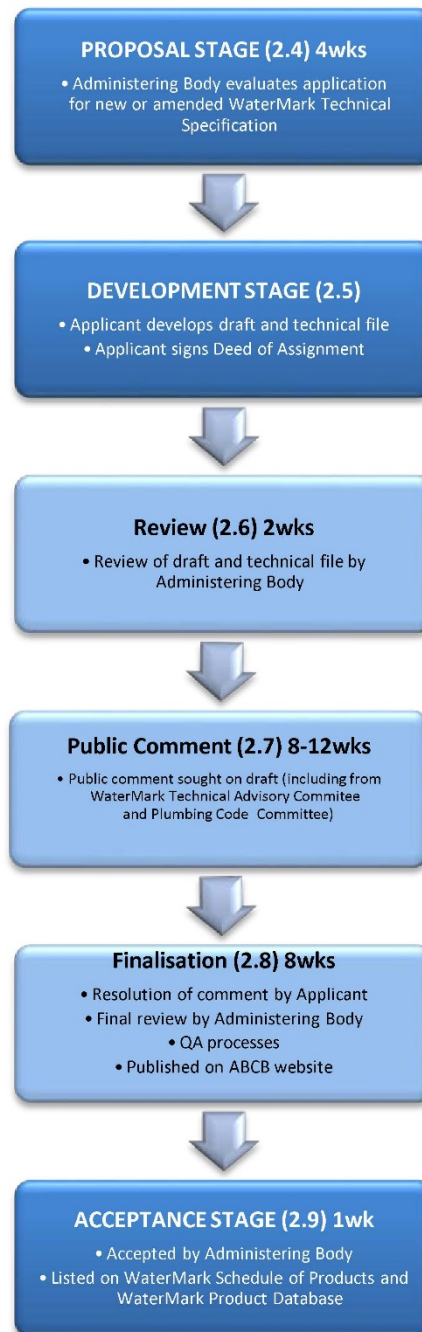 PROPOSAL STAGE (2.4) 4wks
• Administering Body evaluates application
for new or amended WaterMark Technical
Specification
DEVELOPMENT STAGE (2.5)
• Applicant develops draft and technical file
• Applicant signs Deed of Assignment
Review (2.6) 2wks
• Review of draft and technical file by
Administering Body
Public Comment (2.7) 8-12wks
• Public comment sought on draft (including from
WaterMark Technical Advisory Commitee
and Plumbing Code Committee)
Finalisation (2.8) 8wks
• Resolution of comment by Applicant
• Final review by Administering Body
• QA processes
• Published on ABCB website
ACCEPTANCE STAGE (2.9) 1wk
• Accepted by Administering Body
• Listed on WaterMark Schedule of Products and
WaterMark Product Database